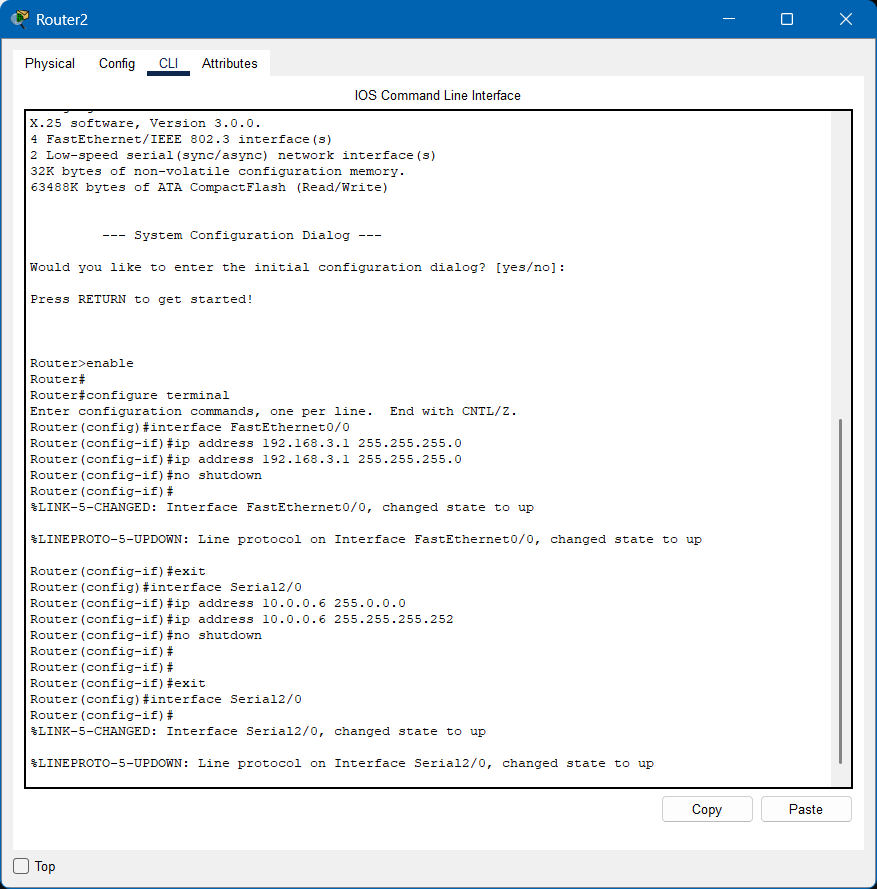 Router2
Physical Config CLI Attributes
IOS Command Line Interface
X.25 software, Version 3.0.0.
4 FastEthernet/IEEE 802.3 interface(s)
2 Low-speed serial(sync/async) network interface(s)
32K bytes of non-volatile configuration memory.
63488K bytes of ATA CompactFlash (Read/Write)
--- System Configuration Dialog ---
Would you like to enter the initial configuration dialog? [yes/no]:
Press RETURN to get started!
Router>enable
Router#
Router#configure terminal
Enter configuration commands, one per line.  End with CNTL/Z.
Router(config)#interface FastEthernet0/0
Router(config-if)#ip address 192.168.3.1 255.255.255.0
Router(config-if)#ip address 192.168.3.1 255.255.255.0
Router(config-if)#no shutdown
Router(config-if)#
%LINK-5-CHANGED: Interface FastEthernet0/0, changed state to up
%LINEPROTO-5-UPDOWN: Line protocol on Interface FastEthernet0/0, changed state to up
Router(config-if)#exit
Router(config)#interface Serial2/0
Router(config-if)#ip address 10.0.0.6 255.0.0.0
Router(config-if)#ip address 10.0.0.6 255.255.255.252
Router(config-if)#no shutdown
Router(config-if)#
Router(config-if)#
Router(config-if)#exit
Router(config)#interface Serial2/0
Router(config-if)#
%LINK-5-CHANGED: Interface Serial2/0, changed state to up
%LINEPROTO-5-UPDOWN: Line protocol on Interface Serial2/0, changed state to up
Copy Paste
Top